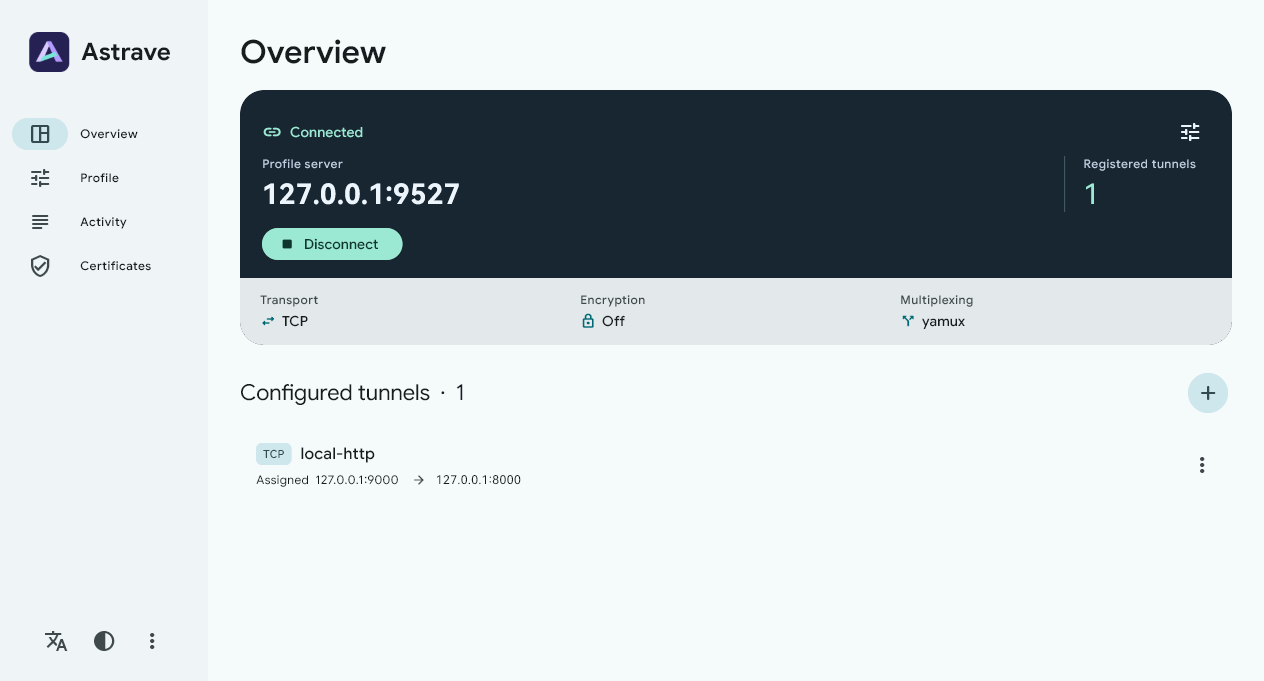 Astrave
Overview
Profile
Activity
Certificates
Overview
Connected
Profile server
127.0.0.1:9527
Registered tunnels
1
Disconnect
Transport
TCP
Encryption
Off
Multiplexing
yamux
Configured tunnels · 1
TCP local-http
Assigned 127.0.0.1:9000 → 127.0.0.1:8000